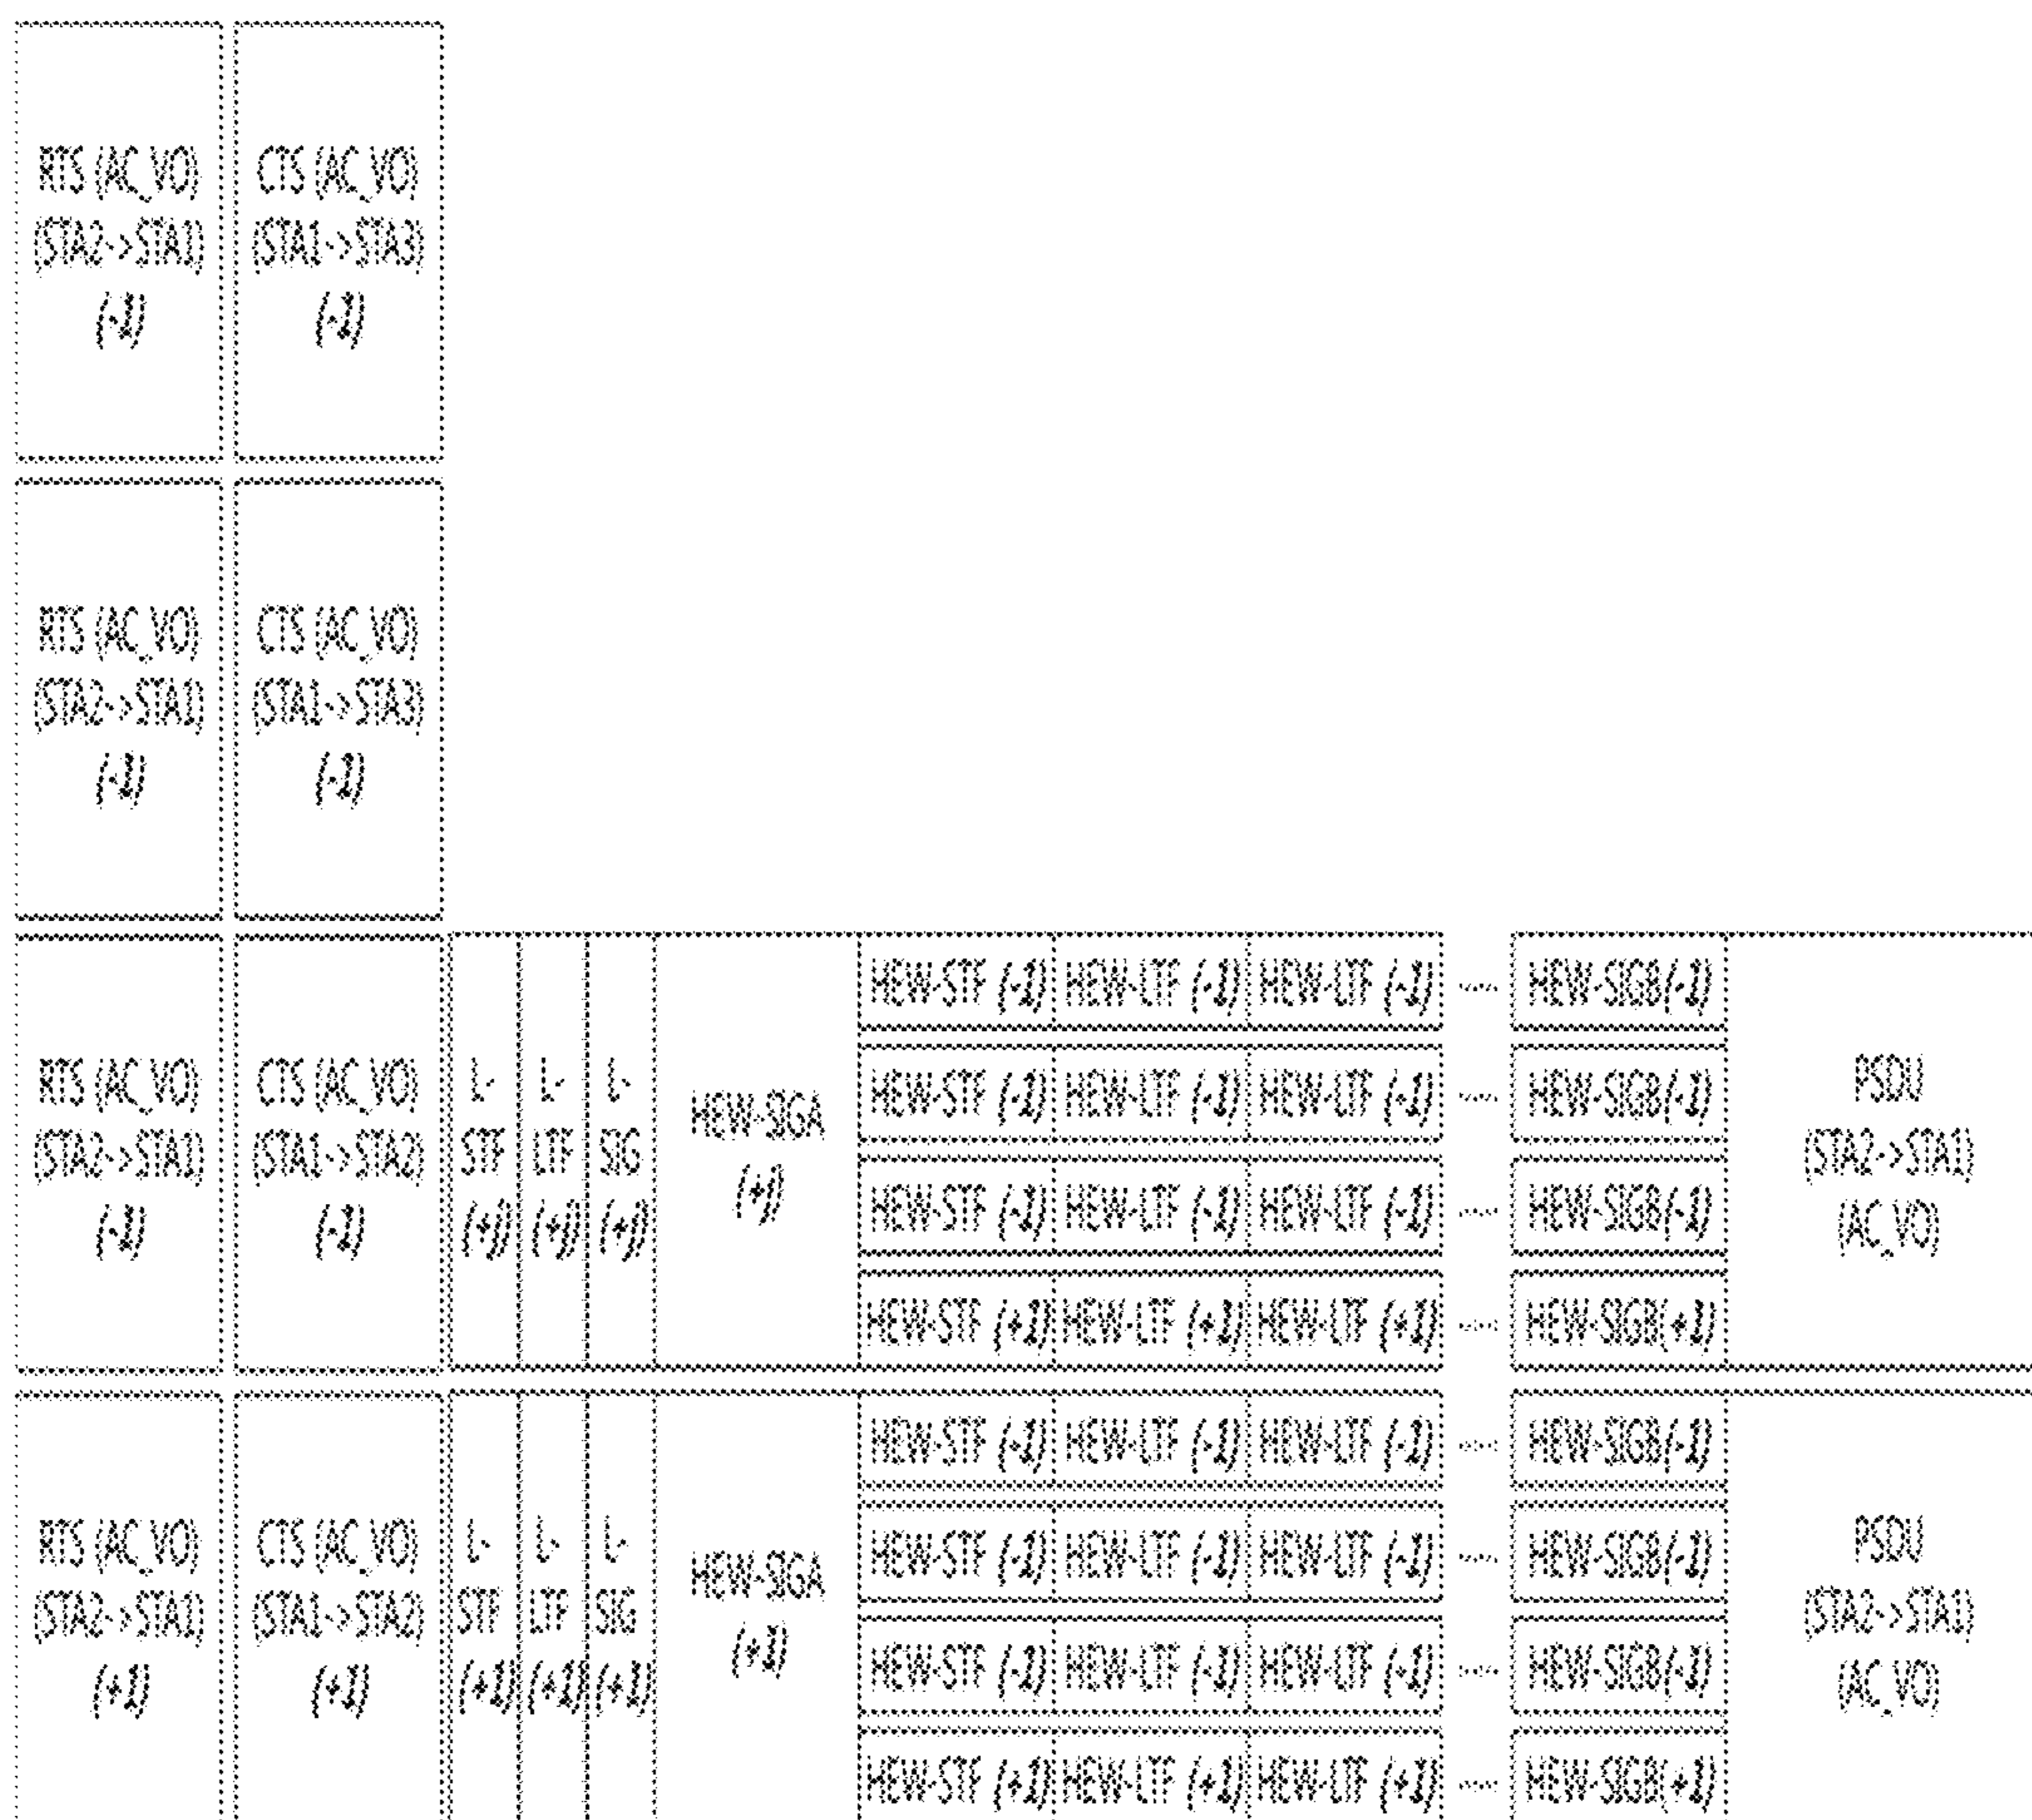 RTS (AC_VO)
(STA2->STA1)
(-1)
CTS (AC_VO)
(STA1->STA3)
(-1)
RTS (AC_VO)
(STA2->STA1)
(-1)
CTS (AC_VO)
(STA1->STA3)
(-1)
RTS (AC_VO)
(STA2->STA1)
(-1)
CTS (AC_VO)
(STA1->STA2)
(-1)
L-
STF
(+j)
L-
LTF
(+j)
L-
SIG
(+j)
HEW-SIGA
(+j)
HEW-STF (-1) HEW-LTF (-1) HEW-LTF (-1) ... HEW-SIGB(-1)
HEW-STF (-1) HEW-LTF (-1) HEW-LTF (-1) ... HEW-SIGB(-1)
HEW-STF (-1) HEW-LTF (-1) HEW-LTF (-1) ... HEW-SIGB(-1)
HEW-STF (+1) HEW-LTF (+1) HEW-LTF (+1) ... HEW-SIGB(+1)
PSDU
(STA2->STA1)
(AC_VO)
RTS (AC_VO)
(STA2->STA1)
(+1)
CTS (AC_VO)
(STA1->STA2)
(+1)
L-
STF
(+1)
L-
LTF
(+1)
L-
SIG
(+1)
HEW-SIGA
(+1)
HEW-STF (-1) HEW-LTF (-1) HEW-LTF (-1) ... HEW-SIGB(-1)
HEW-STF (-1) HEW-LTF (-1) HEW-LTF (-1) ... HEW-SIGB(-1)
HEW-STF (-1) HEW-LTF (-1) HEW-LTF (-1) ... HEW-SIGB(-1)
HEW-STF (+1) HEW-LTF (+1) HEW-LTF (+1) ... HEW-SIGB(+1)
PSDU
(STA2->STA1)
(AC_VO)